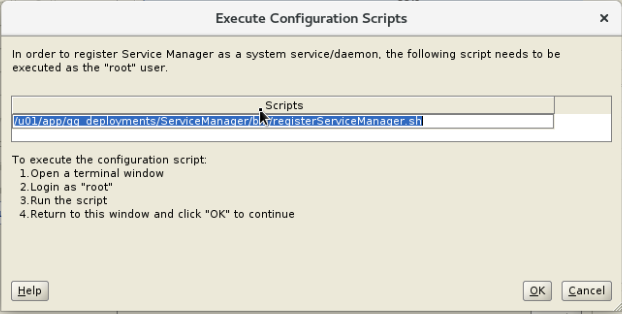 Execute Configuration Scripts
In order to register Service Manager as a system service/daemon, the following script needs to be
executed as the "root" user.
Scripts
/u01/app/gg_deployments/ServiceManager/bin/registerServiceManager.sh
To execute the configuration script:
1.Open a terminal window
2.Login as "root"
3.Run the script
4.Return to this window and click "OK" to continue
Help
OK
Cancel